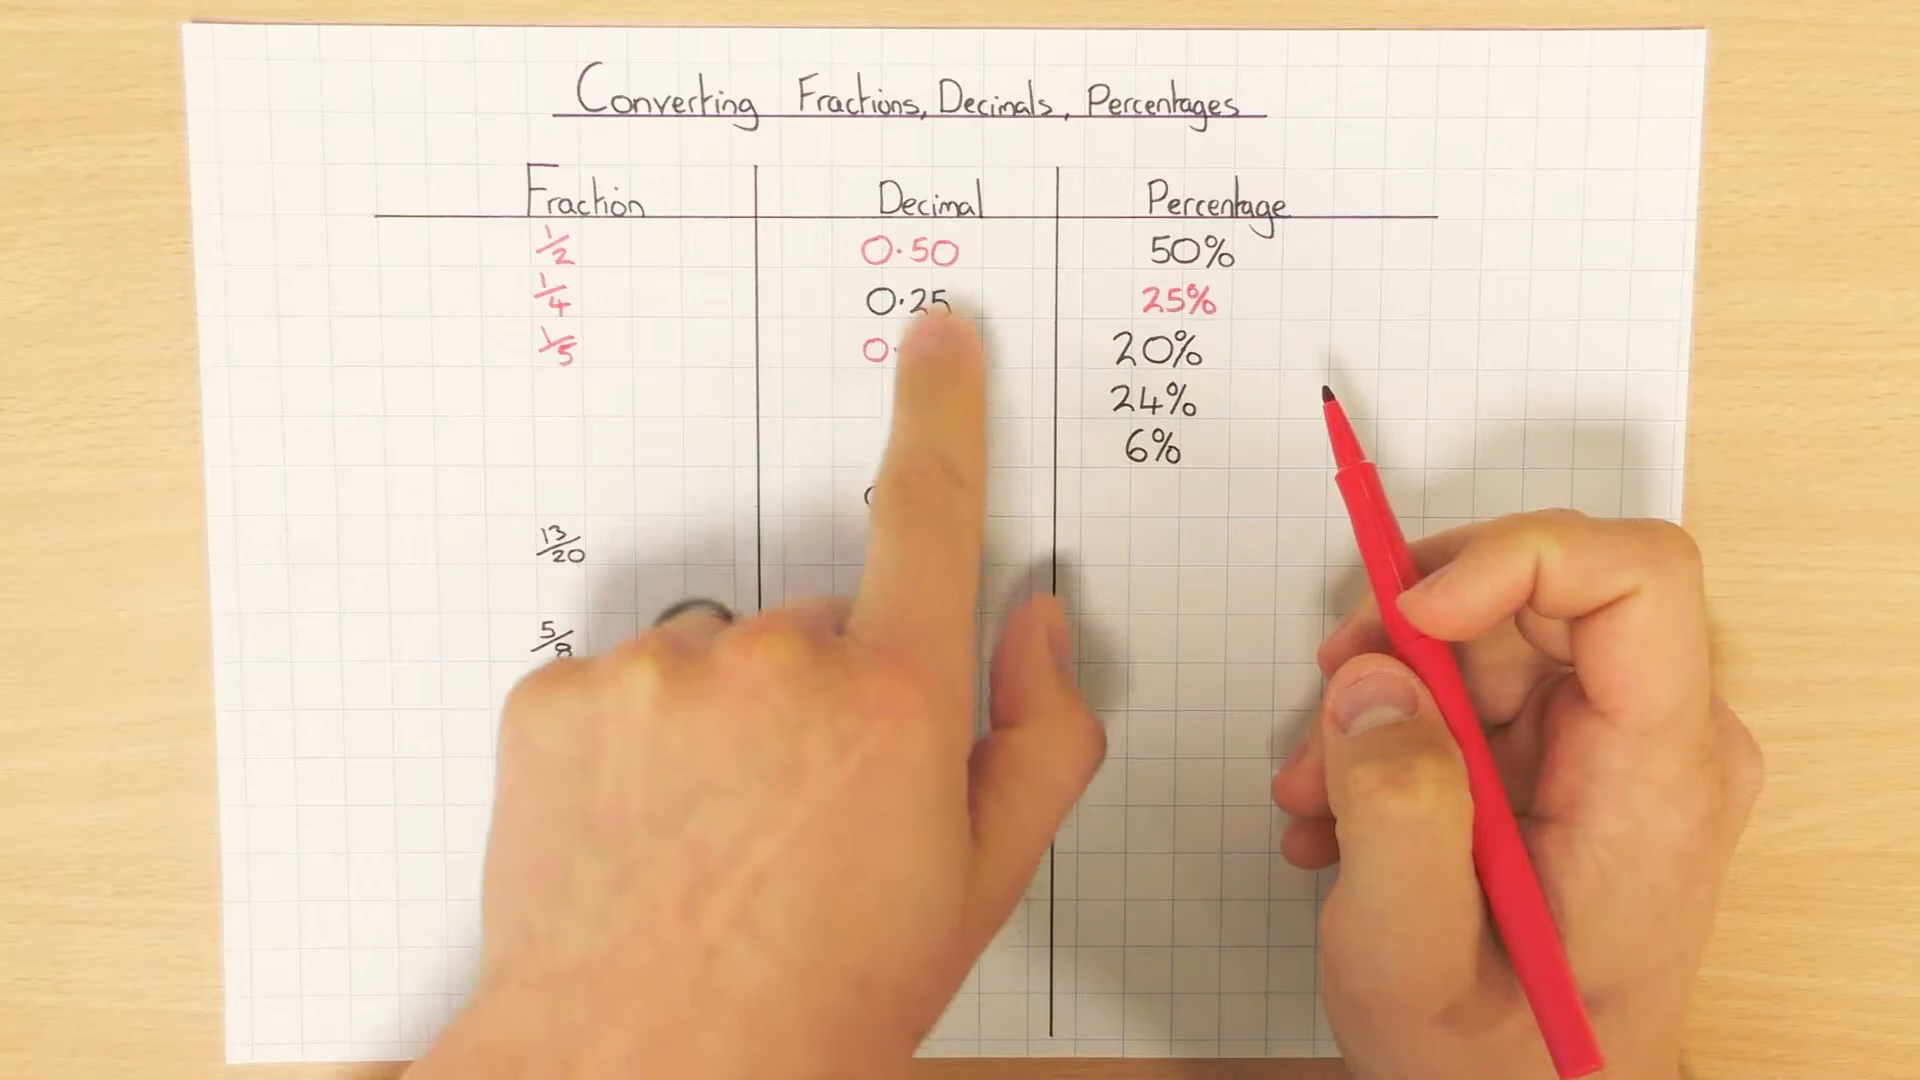 Converting Fractions, Decimals, Percentages
Fraction Decimal Percentage
1/2 0.50 50%
1/4 0.25 25%
1/5 20%
24%
6%
13/20
5/8